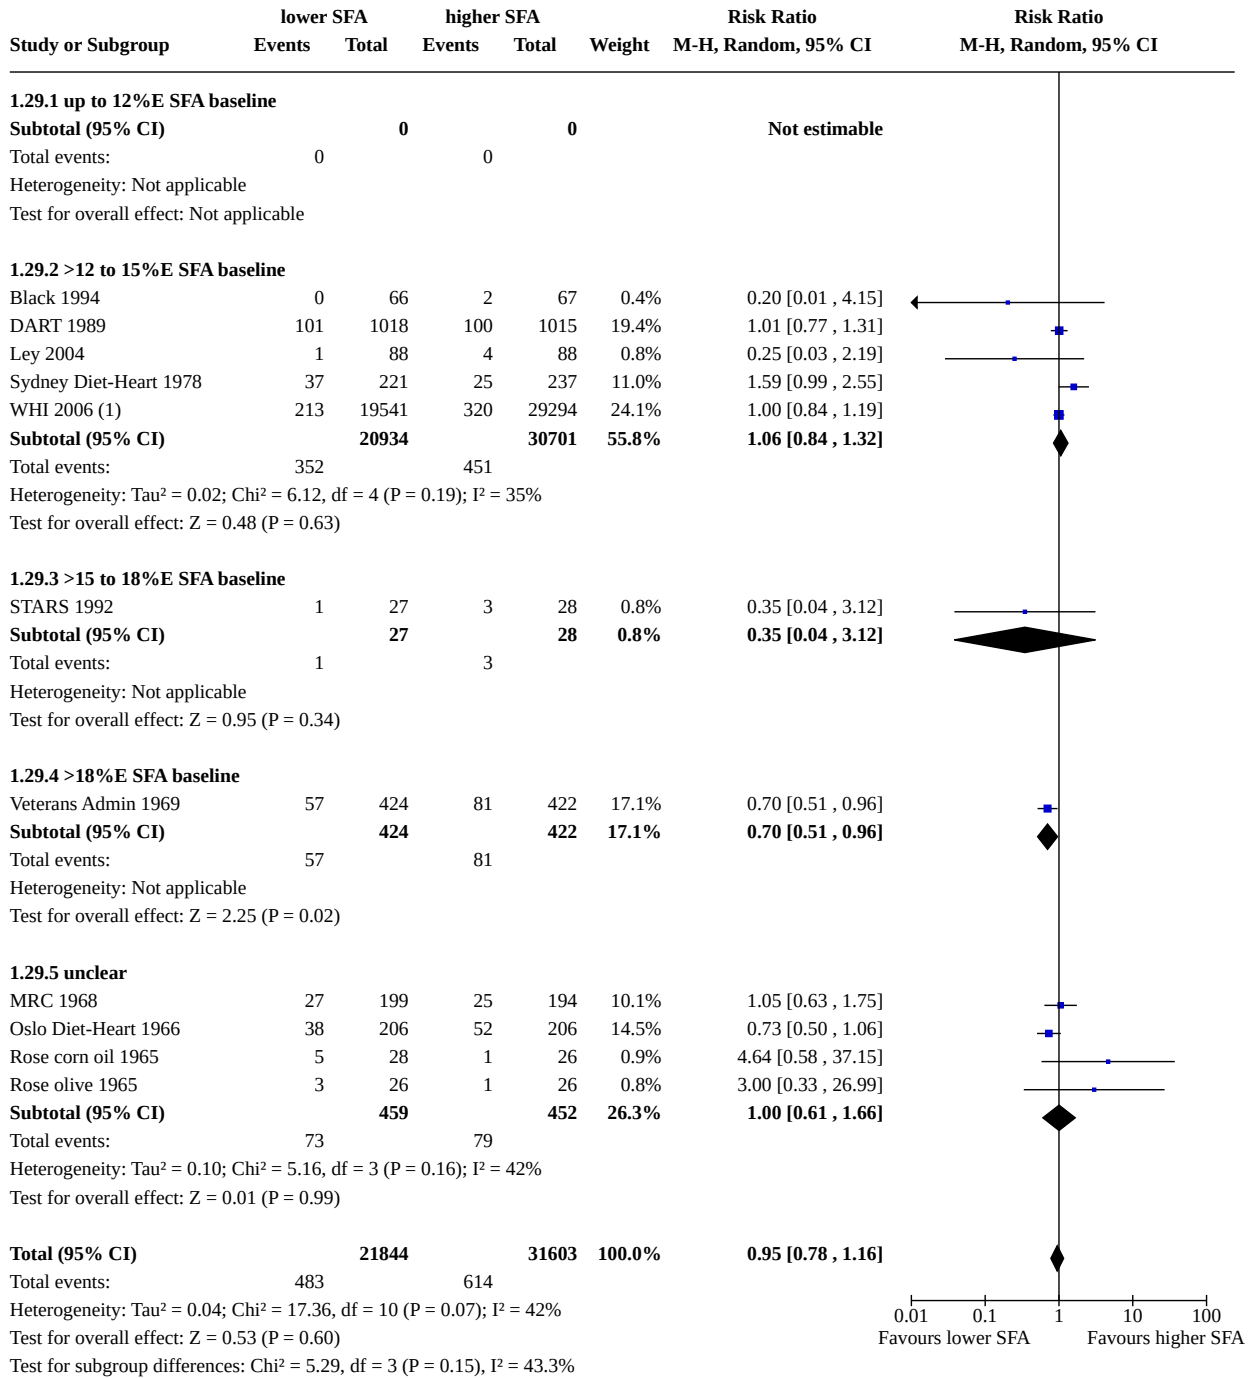 lower SFA higher SFA Risk Ratio Risk Ratio
Study or Subgroup Events Total Events Total Weight M-H, Random, 95% CI M-H, Random, 95% CI
1.29.1 up to 12%E SFA baseline
Subtotal (95% CI) 0 0 Not estimable
Total events: 0 0
Heterogeneity: Not applicable
Test for overall effect: Not applicable
1.29.2 >12 to 15%E SFA baseline
Black 1994 0 66 2 67 0.4% 0.20 [0.01 , 4.15]
DART 1989 101 1018 100 1015 19.4% 1.01 [0.77 , 1.31]
Ley 2004 1 88 4 88 0.8% 0.25 [0.03 , 2.19]
Sydney Diet-Heart 1978 37 221 25 237 11.0% 1.59 [0.99 , 2.55]
WHI 2006 (1) 213 19541 320 29294 24.1% 1.00 [0.84 , 1.19]
Subtotal (95% CI) 20934 30701 55.8% 1.06 [0.84 , 1.32]
Total events: 352 451
Heterogeneity: Tau² = 0.02; Chi² = 6.12, df = 4 (P = 0.19); I² = 35%
Test for overall effect: Z = 0.48 (P = 0.63)
1.29.3 >15 to 18%E SFA baseline
STARS 1992 1 27 3 28 0.8% 0.35 [0.04 , 3.12]
Subtotal (95% CI) 27 28 0.8% 0.35 [0.04 , 3.12]
Total events: 1 3
Heterogeneity: Not applicable
Test for overall effect: Z = 0.95 (P = 0.34)
1.29.4 >18%E SFA baseline
Veterans Admin 1969 57 424 81 422 17.1% 0.70 [0.51 , 0.96]
Subtotal (95% CI) 424 422 17.1% 0.70 [0.51 , 0.96]
Total events: 57 81
Heterogeneity: Not applicable
Test for overall effect: Z = 2.25 (P = 0.02)
1.29.5 unclear
MRC 1968 27 199 25 194 10.1% 1.05 [0.63 , 1.75]
Oslo Diet-Heart 1966 38 206 52 206 14.5% 0.73 [0.50 , 1.06]
Rose corn oil 1965 5 28 1 26 0.9% 4.64 [0.58 , 37.15]
Rose olive 1965 3 26 1 26 0.8% 3.00 [0.33 , 26.99]
Subtotal (95% CI) 459 452 26.3% 1.00 [0.61 , 1.66]
Total events: 73 79
Heterogeneity: Tau² = 0.10; Chi² = 5.16, df = 3 (P = 0.16); I² = 42%
Test for overall effect: Z = 0.01 (P = 0.99)
Total (95% CI) 21844 31603 100.0% 0.95 [0.78 , 1.16]
Total events: 483 614
Heterogeneity: Tau² = 0.04; Chi² = 17.36, df = 10 (P = 0.07); I² = 42%
0.01 0.1 1 10 100
Test for overall effect: Z = 0.53 (P = 0.60) Favours lower SFA Favours higher SFA
Test for subgroup differences: Chi² = 5.29, df = 3 (P = 0.15), I² = 43.3%